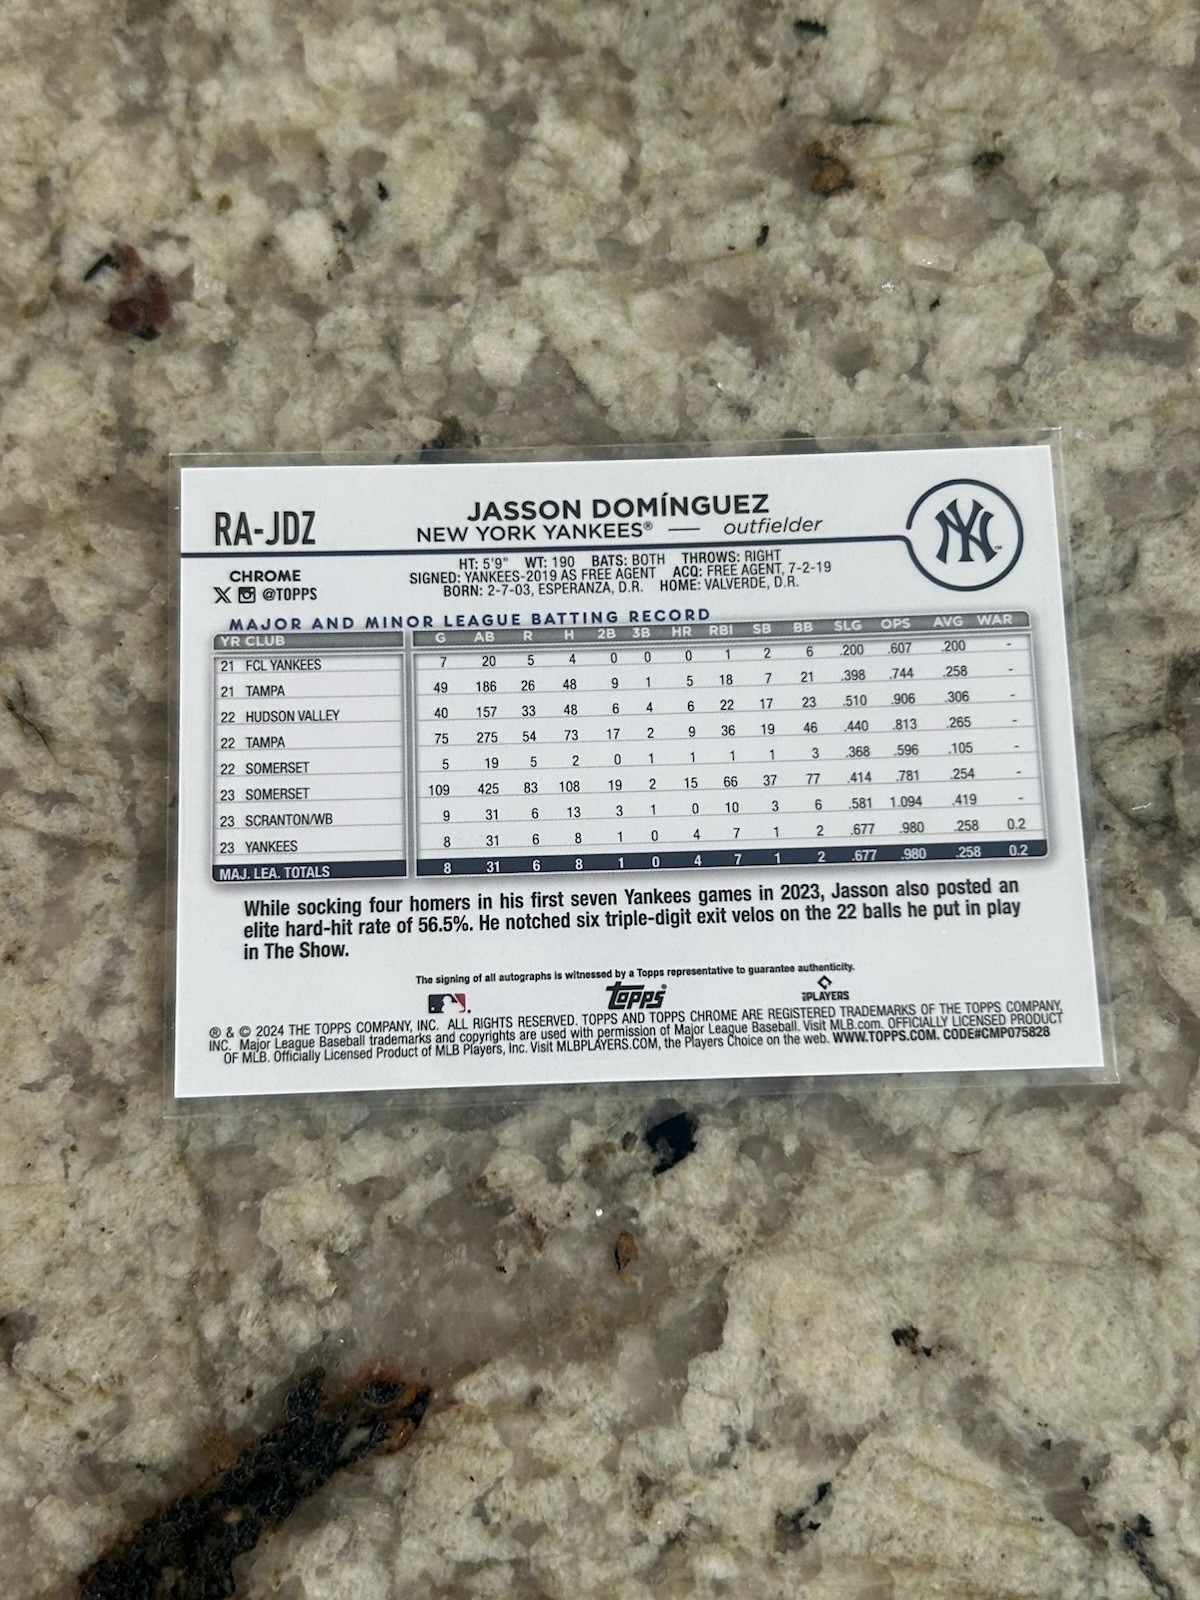 RA-JDZ
JASSON DOMÍNGUEZ
NEW YORK YANKEES® — outfielder
NY
™
CHROME
@TOPPS
HT: 5'9" WT: 190 BATS: BOTH THROWS: RIGHT
SIGNED: YANKEES-2019 AS FREE AGENT ACQ: FREE AGENT, 7-2-19
BORN: 2-7-03, ESPERANZA, D.R. HOME: VALVERDE, D.R.
MAJOR AND MINOR LEAGUE BATTING RECORD
YR CLUB G AB R H 2B 3B HR RBI SB BB SLG OPS AVG WAR
21 FCL YANKEES 7 20 5 4 0 0 0 1 2 6 .200 .607 .200 -
21 TAMPA 49 186 26 48 9 1 5 18 7 21 .398 .744 .258 -
22 HUDSON VALLEY 40 157 33 48 6 4 6 22 17 23 .510 .906 .306 -
22 TAMPA 75 275 54 73 17 2 9 36 19 46 .440 .813 .265 -
22 SOMERSET 5 19 5 2 0 1 1 1 1 3 .368 .596 .105 -
23 SOMERSET 109 425 83 108 19 2 15 66 37 77 .414 .781 .254 -
23 SCRANTON/WB 9 31 6 13 3 1 0 10 3 6 .581 1.094 .419 -
23 YANKEES 8 31 6 8 1 0 4 7 1 2 .677 .980 .258 0.2
MAJ. LEA. TOTALS 8 31 6 8 1 0 4 7 1 2 .677 .980 .258 0.2
While socking four homers in his first seven Yankees games in 2023, Jasson also posted an
elite hard-hit rate of 56.5%. He notched six triple-digit exit velos on the 22 balls he put in play
in The Show.
The signing of all autographs is witnessed by a Topps representative to guarantee authenticity.
Topps®
PLAYERS
® & © 2024 THE TOPPS COMPANY, INC. ALL RIGHTS RESERVED. TOPPS AND TOPPS CHROME ARE REGISTERED TRADEMARKS OF THE TOPPS COMPANY,
INC. Major League Baseball trademarks and copyrights are used with permission of Major League Baseball. Visit MLB.com. OFFICIALLY LICENSED PRODUCT
OF MLB. Officially Licensed Product of MLB Players, Inc. Visit MLBPLAYERS.COM, the Players Choice on the web. WWW.TOPPS.COM. CODE#CMP075828